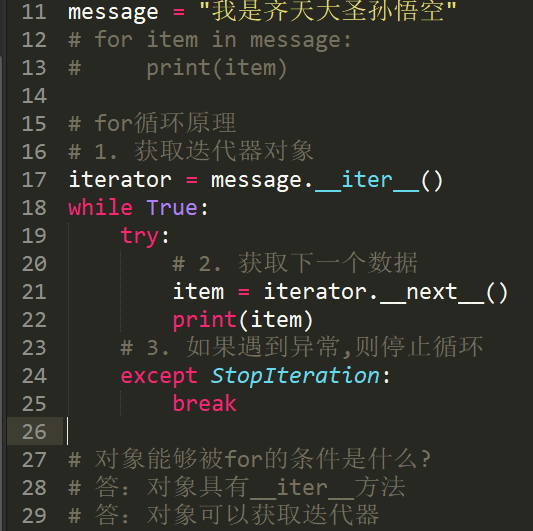 11 message = "我是齐天大圣孙悟空"
12 # for item in message:
13 #     print(item)
14
15 # for循环原理
16 # 1. 获取迭代器对象
17 iterator = message.__iter__()
18 while True:
19     try:
20         # 2. 获取下一个数据
21         item = iterator.__next__()
22         print(item)
23     # 3. 如果遇到异常,则停止循环
24     except StopIteration:
25         break
26
27 # 对象能够被for的条件是什么?
28 # 答: 对象具有__iter__方法
29 # 答: 对象可以获取迭代器